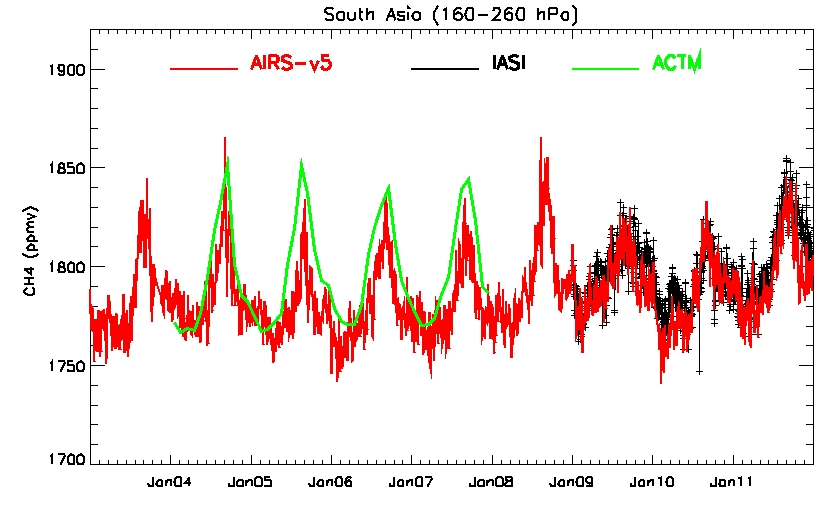 South Asia (160-260 hPa)
AIRS-v5 IASI ACTM
CH4 (ppmv)
1900
1850
1800
1750
1700
Jan04 Jan05 Jan06 Jan07 Jan08 Jan09 Jan10 Jan11